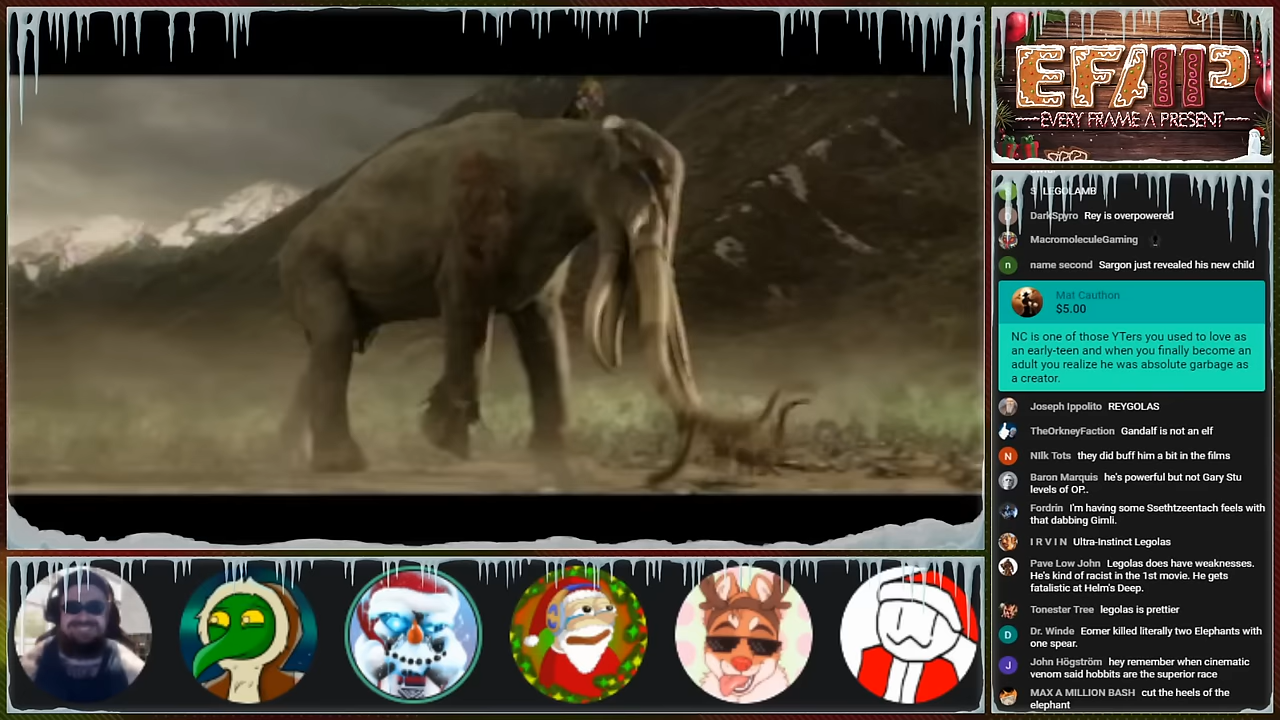 EFAP
EVERY FRAME A PRESENT
S LEGOLAMB
DarkSpyro Rey is overpowered
MacromoleculeGaming
n name second Sargon just revealed his new child
Mat Cauthon
$5.00
NC is one of those YTers you used to love as
an early-teen and when you finally become an
adult you realize he was absolute garbage as
a creator.
Joseph Ippolito REYGOLAS
TheOrkneyFaction Gandalf is not an elf
N NIlk Tots they did buff him a bit in the films
Baron Marquis he's powerful but not Gary Stu
levels of OP..
Fordrin I'm having some Ssethtzeentach feels with
that dabbing Gimli.
I R V I N Ultra-Instinct Legolas
Pave Low John Legolas does have weaknesses.
He's kind of racist in the 1st movie. He gets
fatalistic at Helm's Deep.
Tonester Tree legolas is prettier
D Dr. Winde Eomer killed literally two Elephants with
one spear.
J John Högström hey remember when cinematic
venom said hobbits are the superior race
MAX A MILLION BASH cut the heels of the
elephant